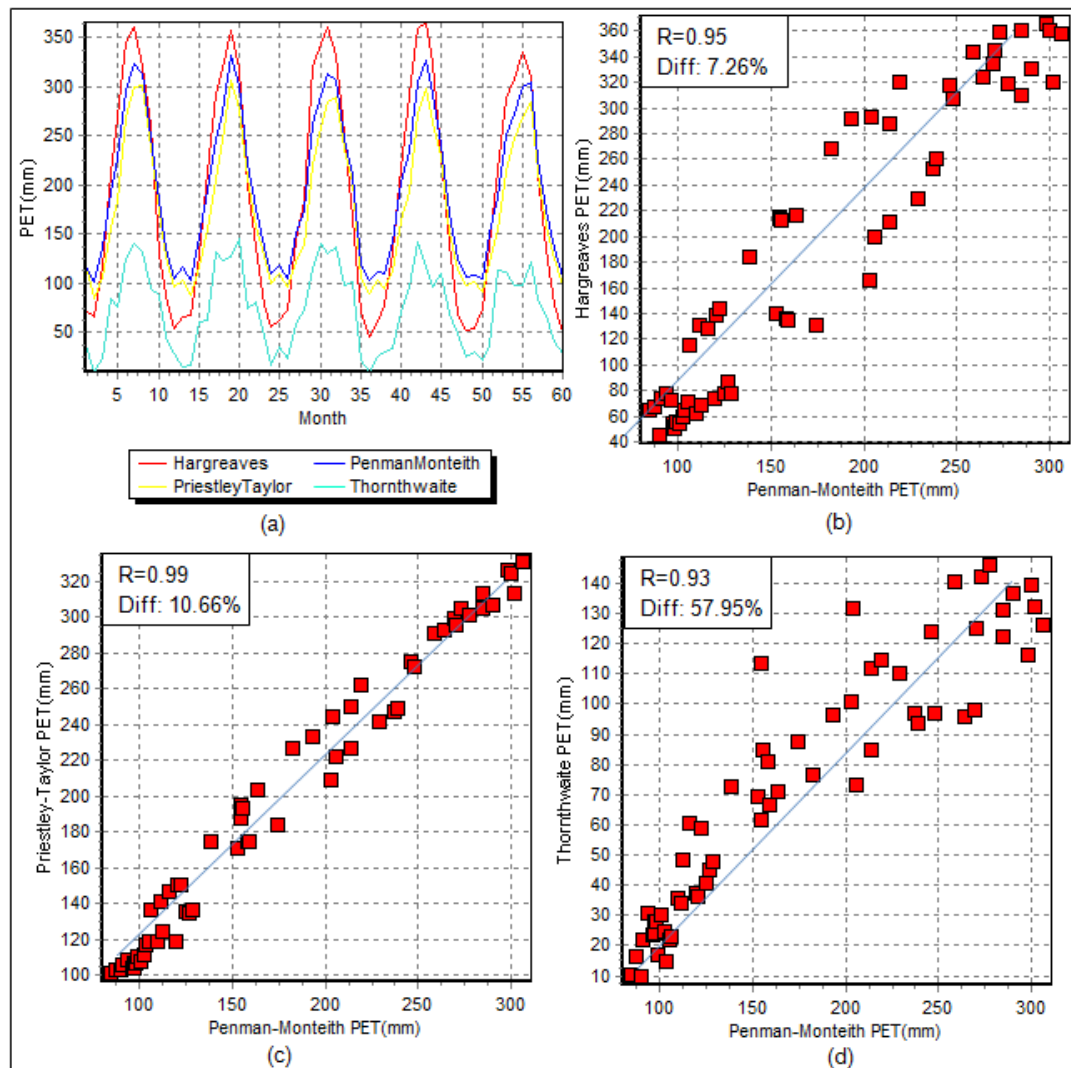 350
300
250
200
150
100
50
PET(mm)
5 10 15 20 25 30 35 40 45 50 55 60
Month
Hargreaves PenmanMonteith
PriestleyTaylor Thornthwaite
(a)
R=0.95
Diff: 7.26%
360
340
320
300
280
260
240
220
200
180
160
140
120
100
80
60
40
Hargreaves PET(mm)
100 150 200 250 300
Penman-Monteith PET(mm)
(b)
R=0.99
Diff: 10.66%
320
300
280
260
240
220
200
180
160
140
120
100
Priestley-Taylor PET(mm)
100 150 200 250 300
Penman-Monteith PET(mm)
(c)
R=0.93
Diff: 57.95%
140
130
120
110
100
90
80
70
60
50
40
30
20
10
Thornthwaite PET(mm)
100 150 200 250 300
Penman-Monteith PET(mm)
(d)